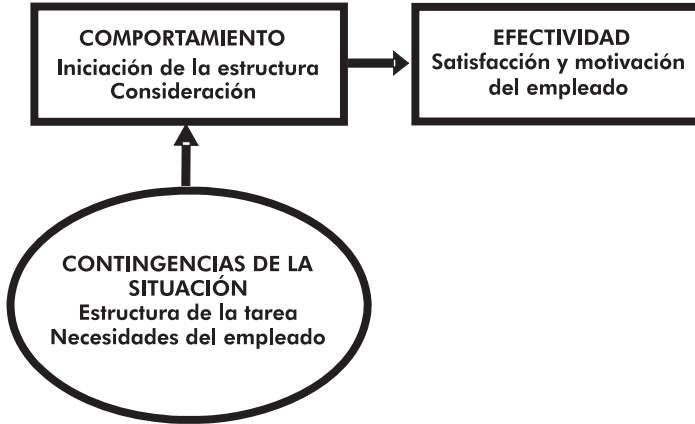 COMPORTAMIENTO
Iniciación de la estructura
Consideración
EFECTIVIDAD
Satisfacción y motivación
del empleado
CONTINGENCIAS DE LA
SITUACIÓN
Estructura de la tarea
Necesidades del empleado